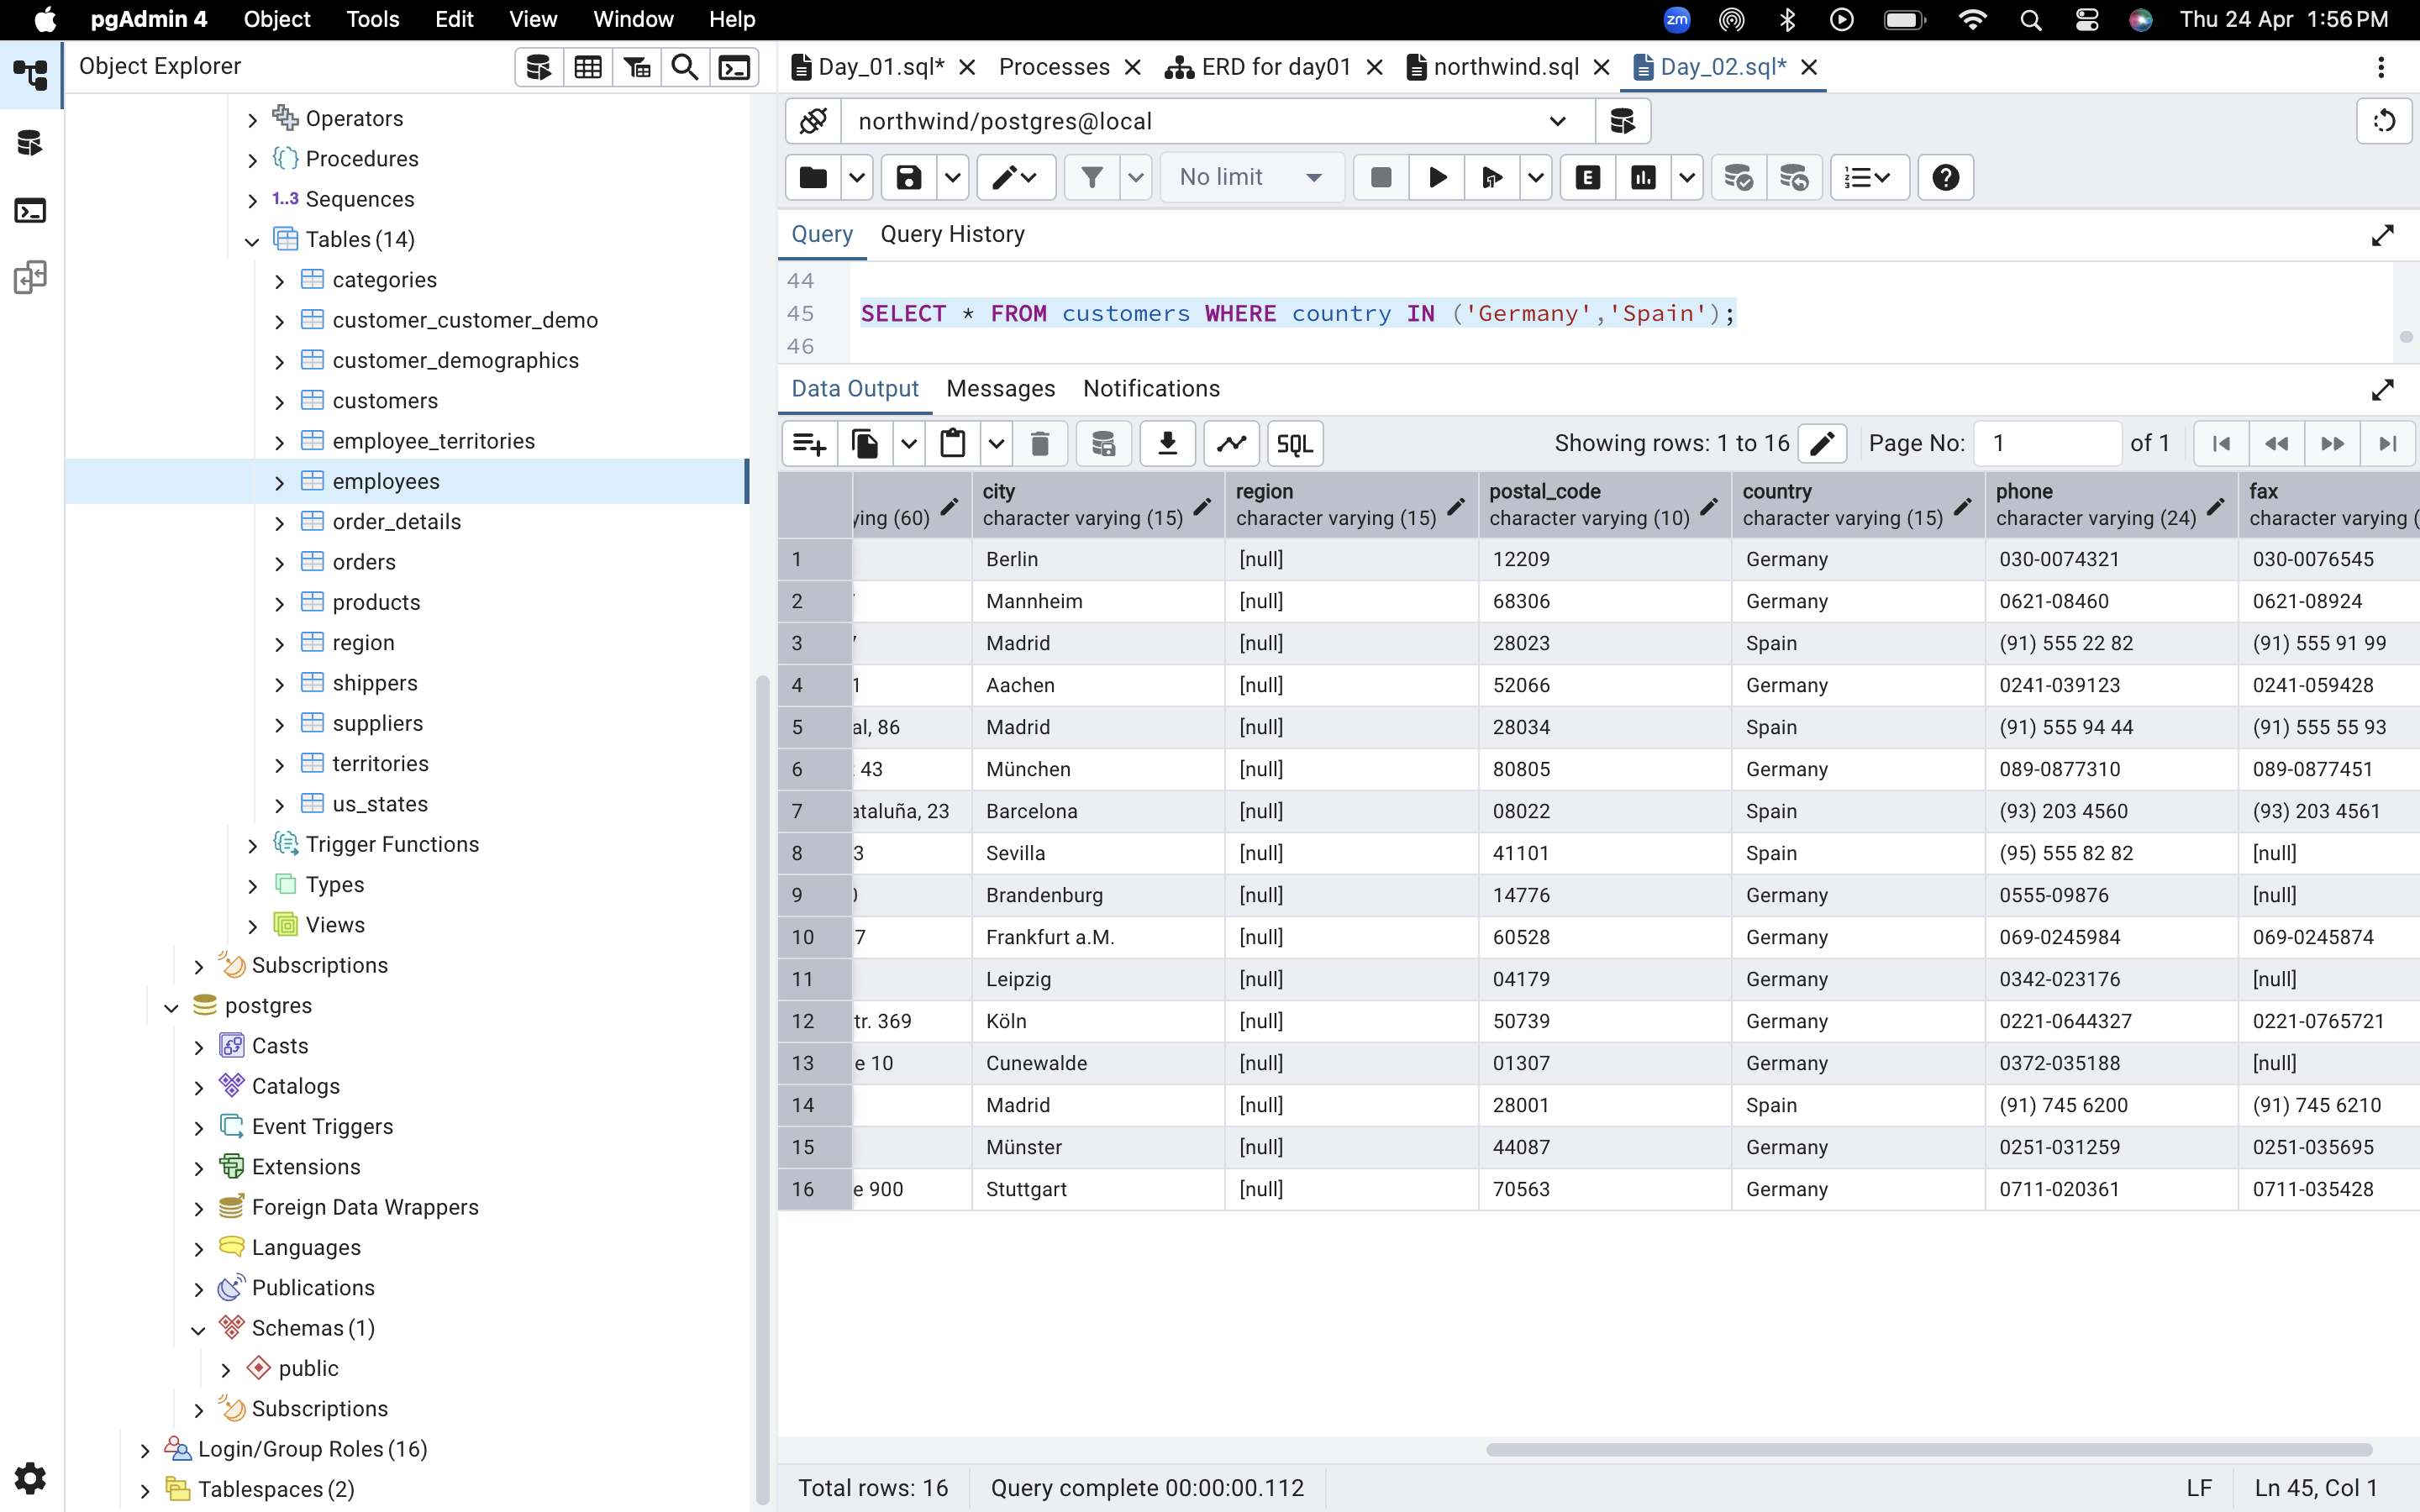 pgAdmin 4 Object Tools Edit View Window Help zm Thu 24 Apr 1:56 PM
Object Explorer
Operators
Procedures
1..3 Sequences
Tables (14)
categories
customer_customer_demo
customer_demographics
customers
employee_territories
employees
order_details
orders
products
region
shippers
suppliers
territories
us_states
Trigger Functions
Types
Views
Subscriptions
postgres
Casts
Catalogs
Event Triggers
Extensions
Foreign Data Wrappers
Languages
Publications
Schemas (1)
public
Subscriptions
Login/Group Roles (16)
Tablespaces (2)
Day_01.sql* Processes ERD for day01 northwind.sql Day_02.sql*
northwind/postgres@local
No limit E
Query Query History
44
45 SELECT * FROM customers WHERE country IN ('Germany','Spain');
46
Data Output Messages Notifications
SQL Showing rows: 1 to 16 Page No: 1 of 1
city region postal_code country phone fax
ying (60) character varying (15) character varying (15) character varying (10) character varying (15) character varying (24) character varying (
1 Berlin [null] 12209 Germany 030-0074321 030-0076545
2 Mannheim [null] 68306 Germany 0621-08460 0621-08924
3 Madrid [null] 28023 Spain (91) 555 22 82 (91) 555 91 99
4 1 Aachen [null] 52066 Germany 0241-039123 0241-059428
5 al, 86 Madrid [null] 28034 Spain (91) 555 94 44 (91) 555 55 93
6 43 München [null] 80805 Germany 089-0877310 089-0877451
7 ataluña, 23 Barcelona [null] 08022 Spain (93) 203 4560 (93) 203 4561
8 3 Sevilla [null] 41101 Spain (95) 555 82 82 [null]
9 Brandenburg [null] 14776 Germany 0555-09876 [null]
10 7 Frankfurt a.M. [null] 60528 Germany 069-0245984 069-0245874
11 Leipzig [null] 04179 Germany 0342-023176 [null]
12 tr. 369 Köln [null] 50739 Germany 0221-0644327 0221-0765721
13 e 10 Cunewalde [null] 01307 Germany 0372-035188 [null]
14 Madrid [null] 28001 Spain (91) 745 6200 (91) 745 6210
15 Münster [null] 44087 Germany 0251-031259 0251-035695
16 e 900 Stuttgart [null] 70563 Germany 0711-020361 0711-035428
Total rows: 16 Query complete 00:00:00.112 LF Ln 45, Col 1